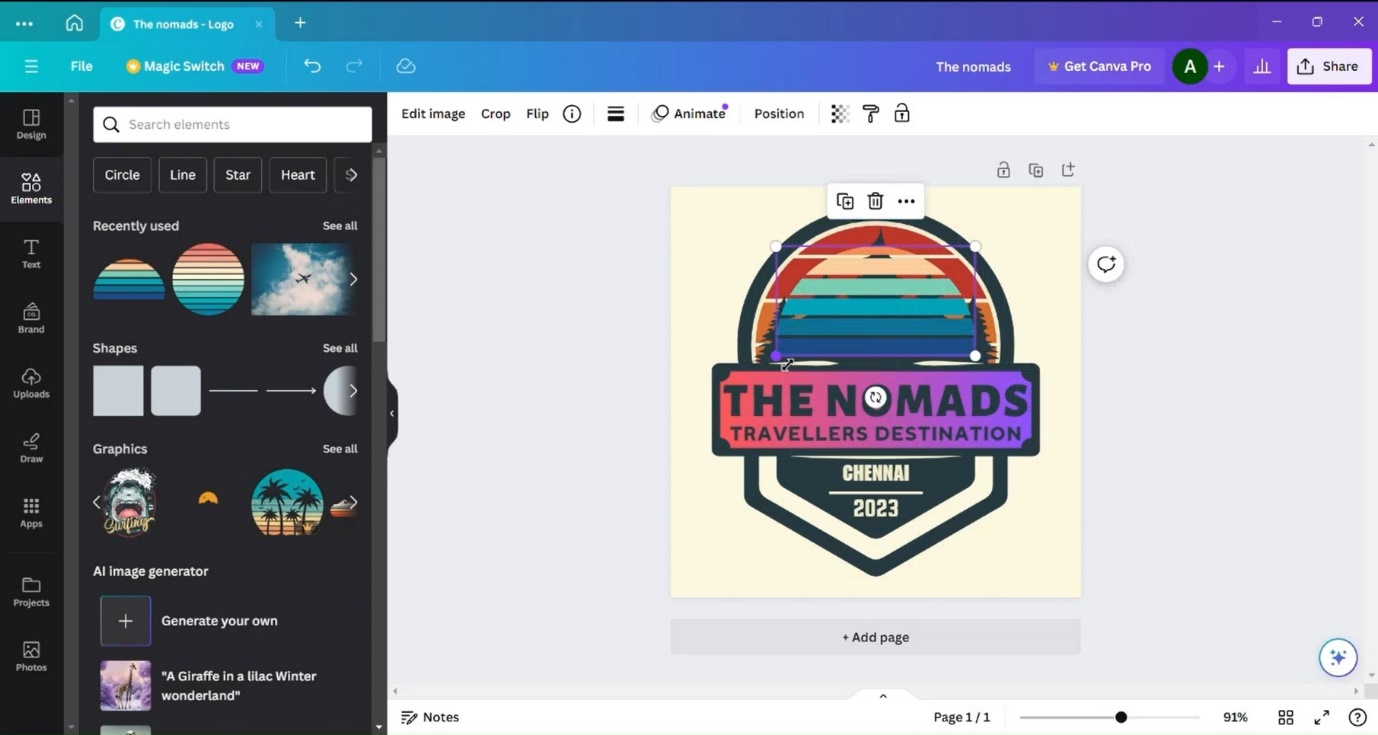 The nomads - Logo
File
Magic Switch NEW
The nomads
Get Canva Pro
A
Share
Design
Elements
Text
Brand
Uploads
Draw
Apps
Projects
Photos
Search elements
Circle
Line
Star
Heart
Recently used
See all
Shapes
See all
Graphics
See all
Surfing
AI image generator
Generate your own
"A Giraffe in a lilac Winter
wonderland"
Edit image
Crop
Flip
Animate
Position
THE NOMADS
TRAVELLERS DESTINATION
CHENNAI
2023
+ Add page
Notes
Page 1 / 1
91%